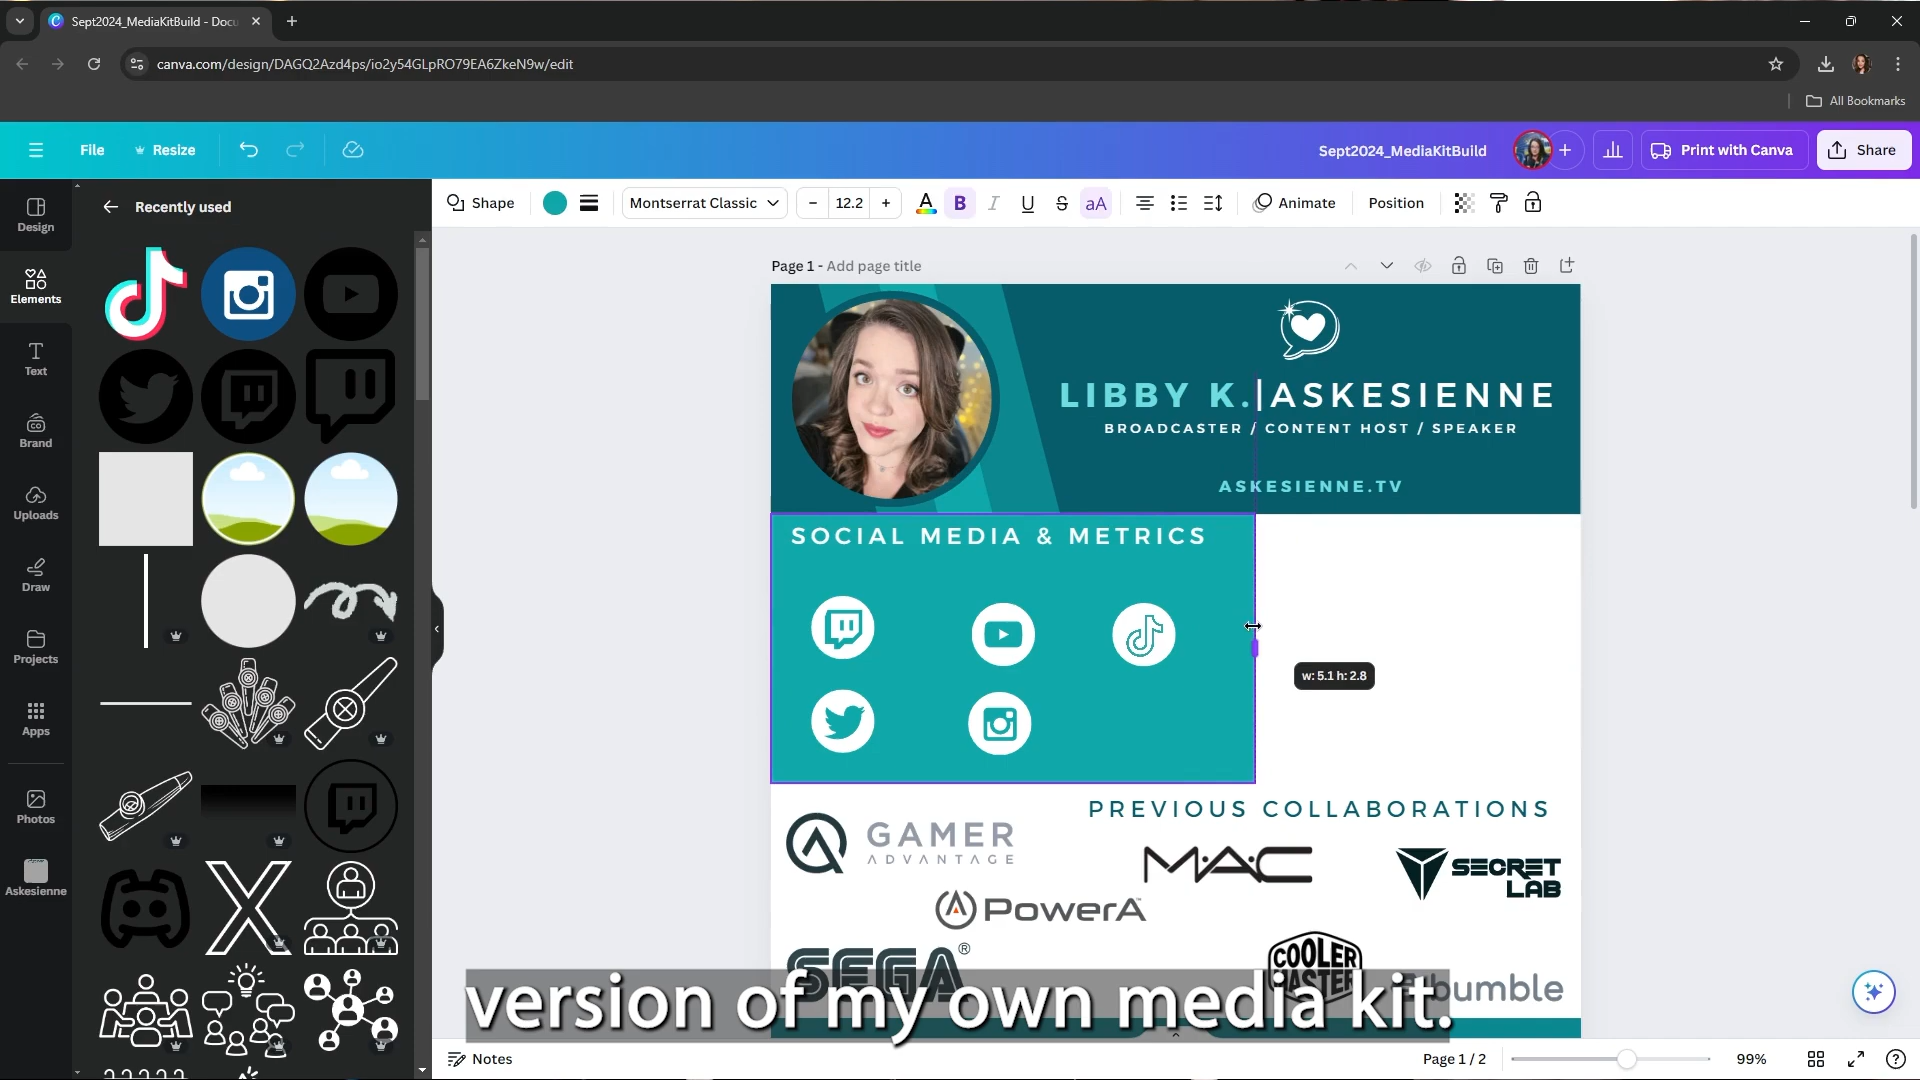 Sept2024_MediaKitBuild - Docu
canva.com/design/DAGQ2Azd4ps/io2y54GLpRO79EA6ZkeN9w/edit
All Bookmarks
File
Resize
Sept2024_MediaKitBuild
Print with Canva
Share
Design
Elements
Text
Brand
Uploads
Draw
Projects
Apps
Photos
Askesienne
Recently used
Shape
Montserrat Classic
- 12.2 +
A B I U S aA
Animate
Position
Page 1 - Add page title
LIBBY K.|ASKESIENNE
BROADCASTER / CONTENT HOST / SPEAKER
ASKESIENNE.TV
SOCIAL MEDIA & METRICS
w: 5.1 h: 2.8
PREVIOUS COLLABORATIONS
GAMER
ADVANTAGE
M·A·C
SECRET
LAB
PowerA
SEGA®
COOLER
MASTER
bumble
version of my own media kit.
Notes
Page 1 / 2
99%